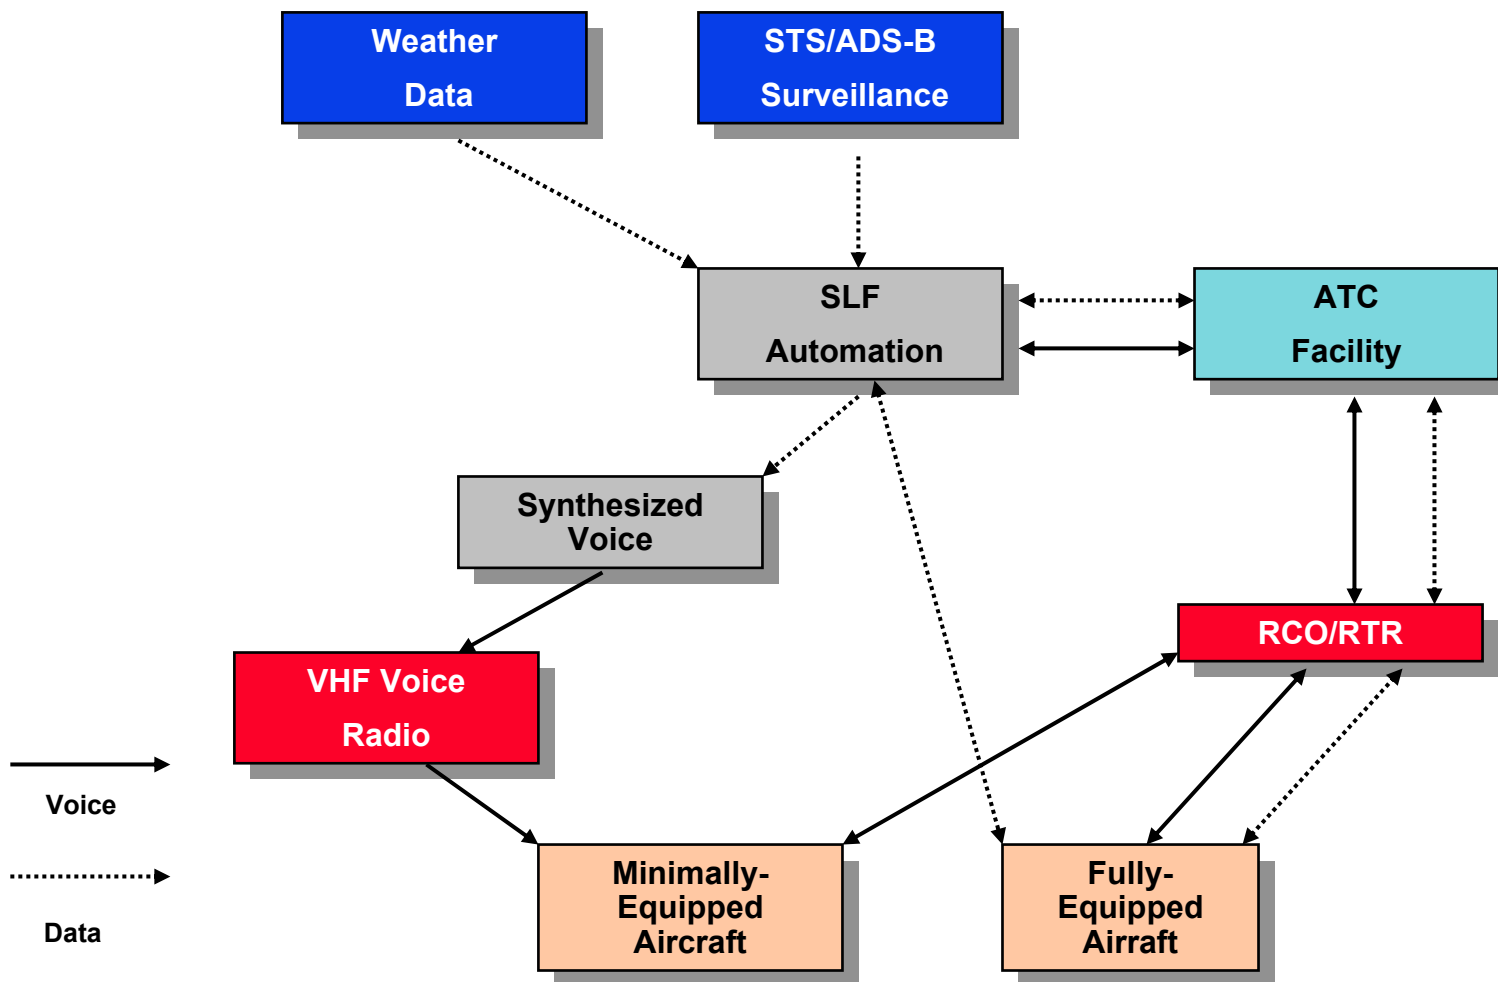 Weather
Data
STS/ADS-B
Surveillance
SLF
Automation
ATC
Facility
Synthesized
Voice
RCO/RTR
VHF Voice
Radio
Voice
Data
Minimally-
Equipped
Aircraft
Fully-
Equipped
Airraft